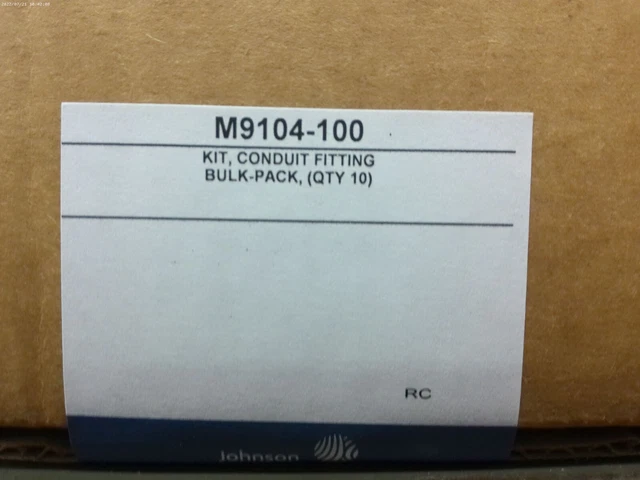 M9104-100
KIT, CONDUIT FITTING
BULK-PACK, (QTY 10)
RC
Johnson